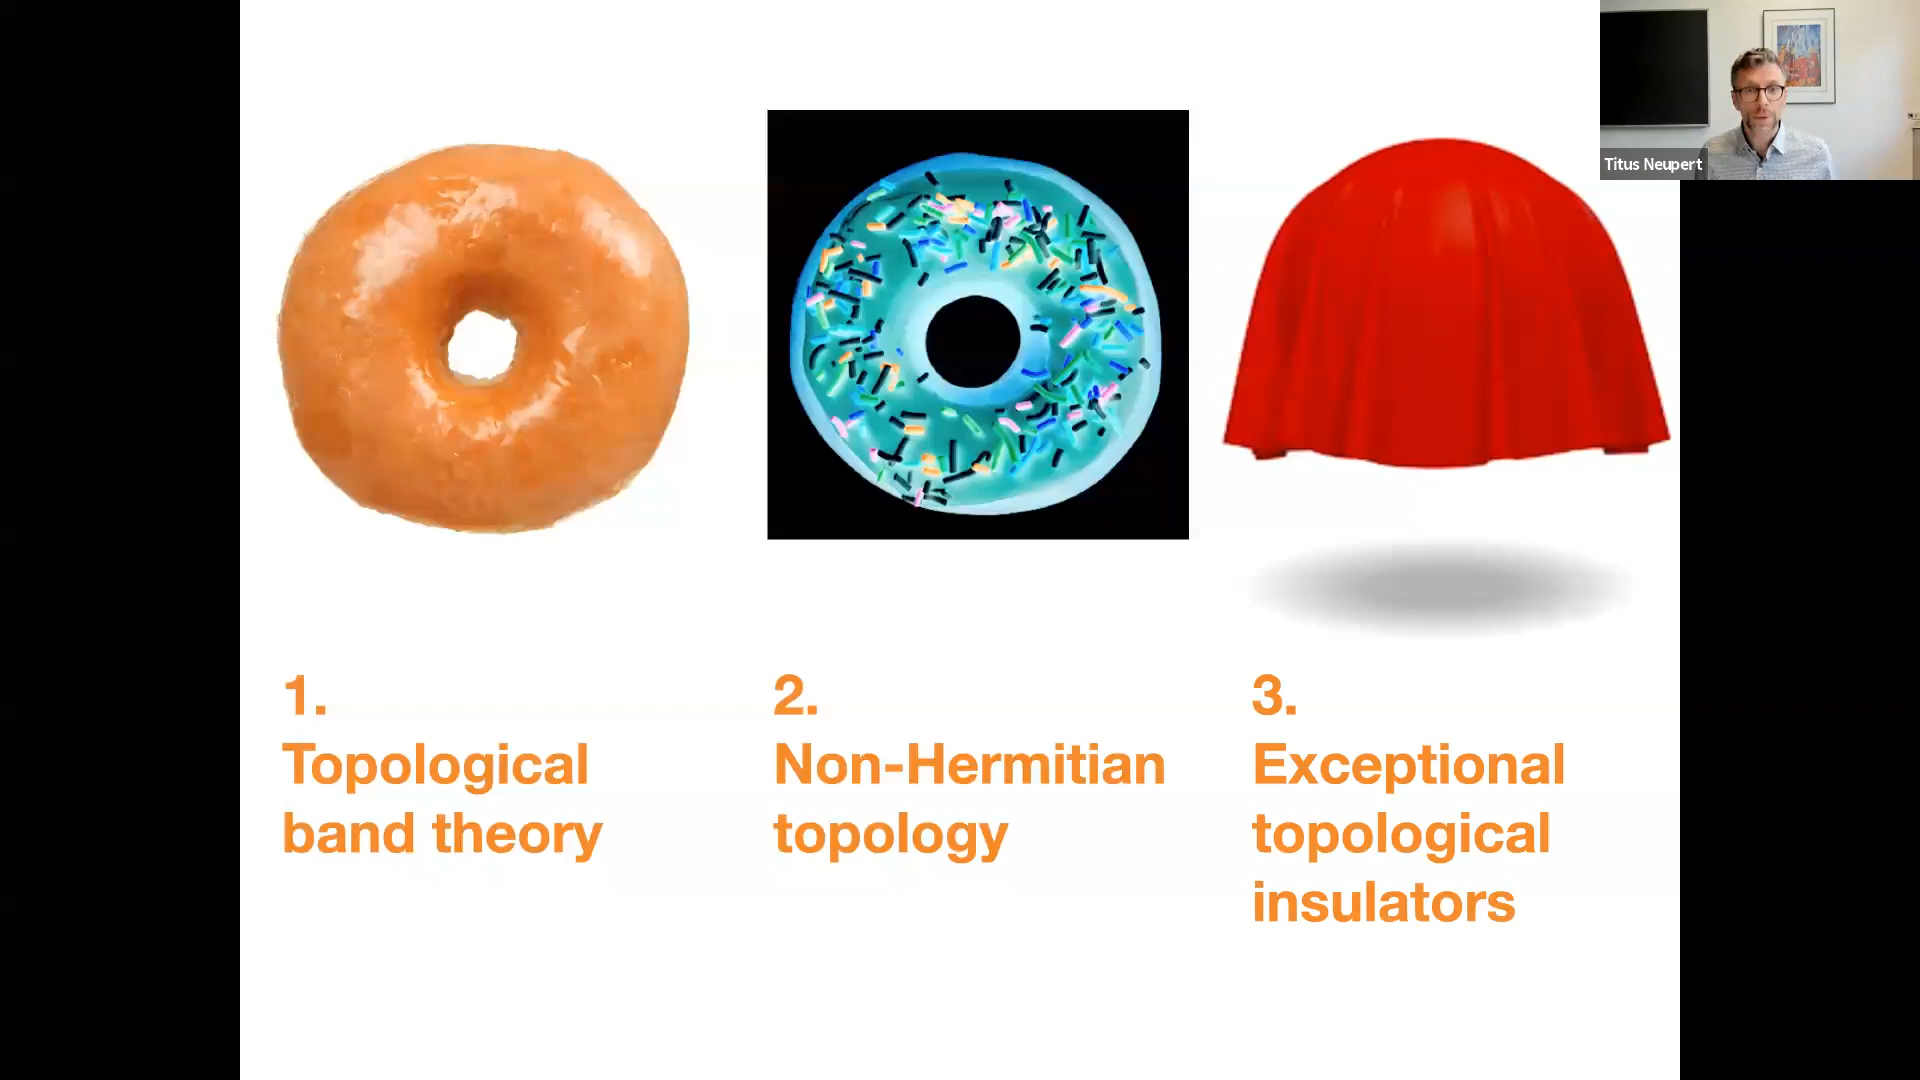 Titus Neupert
1.
Topological
band theory
2.
Non-Hermitian
topology
3.
Exceptional
topological
insulators